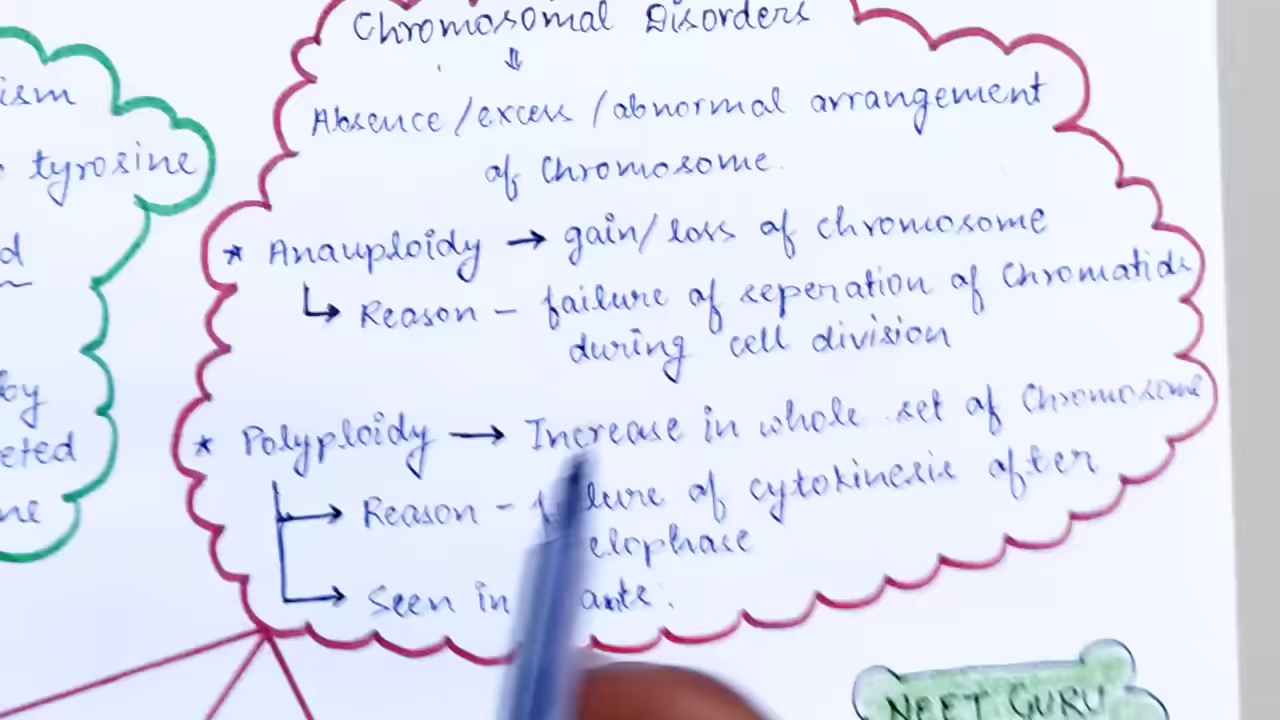 Chromosomal Disorders
⇓
Absence/excess/abnormal arrangement
of Chromosome.
* Anauploidy → gain/loss of chromosome
↳ Reason - failure of seperation of Chromatids
during cell division
* Polyploidy → Increase in whole set of Chromosome
→ Reason - of cytokinesis after
→ Seen in
ism
tyrosine
d
by
NEET GURU